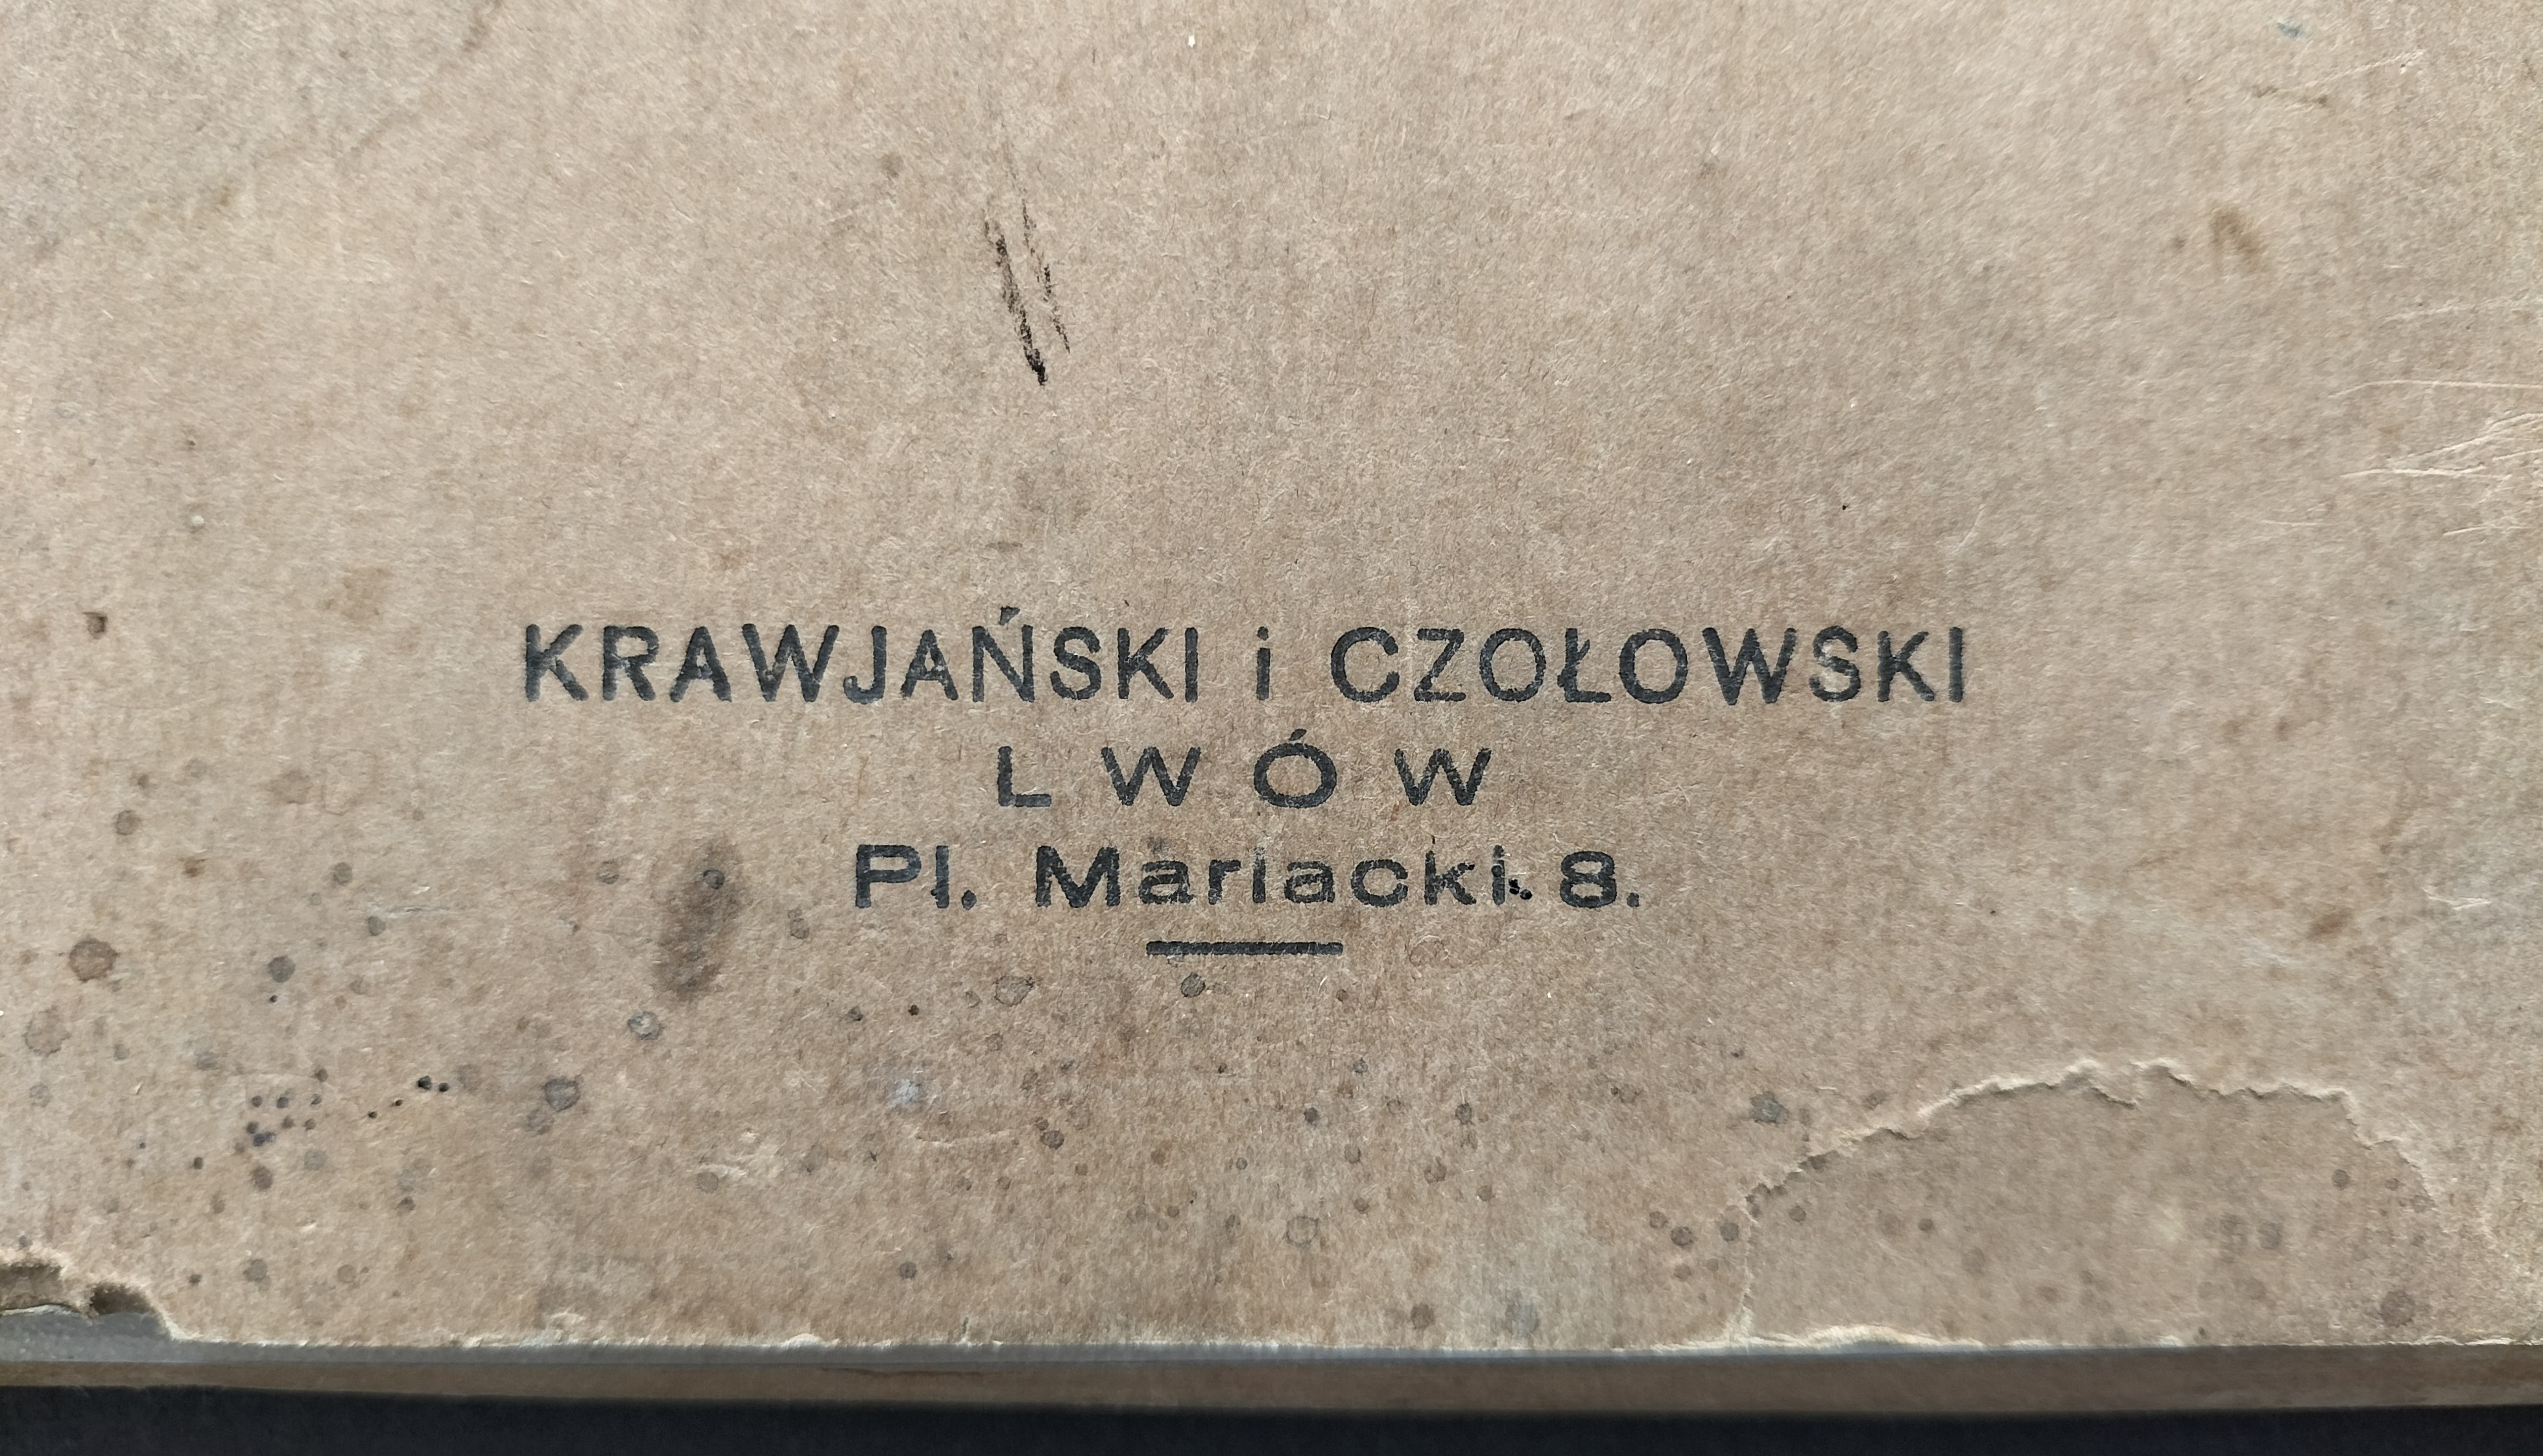 KRAWJAŃSKI i CZOŁOWSKI
LWÓW
Pl. Mariacki 8.